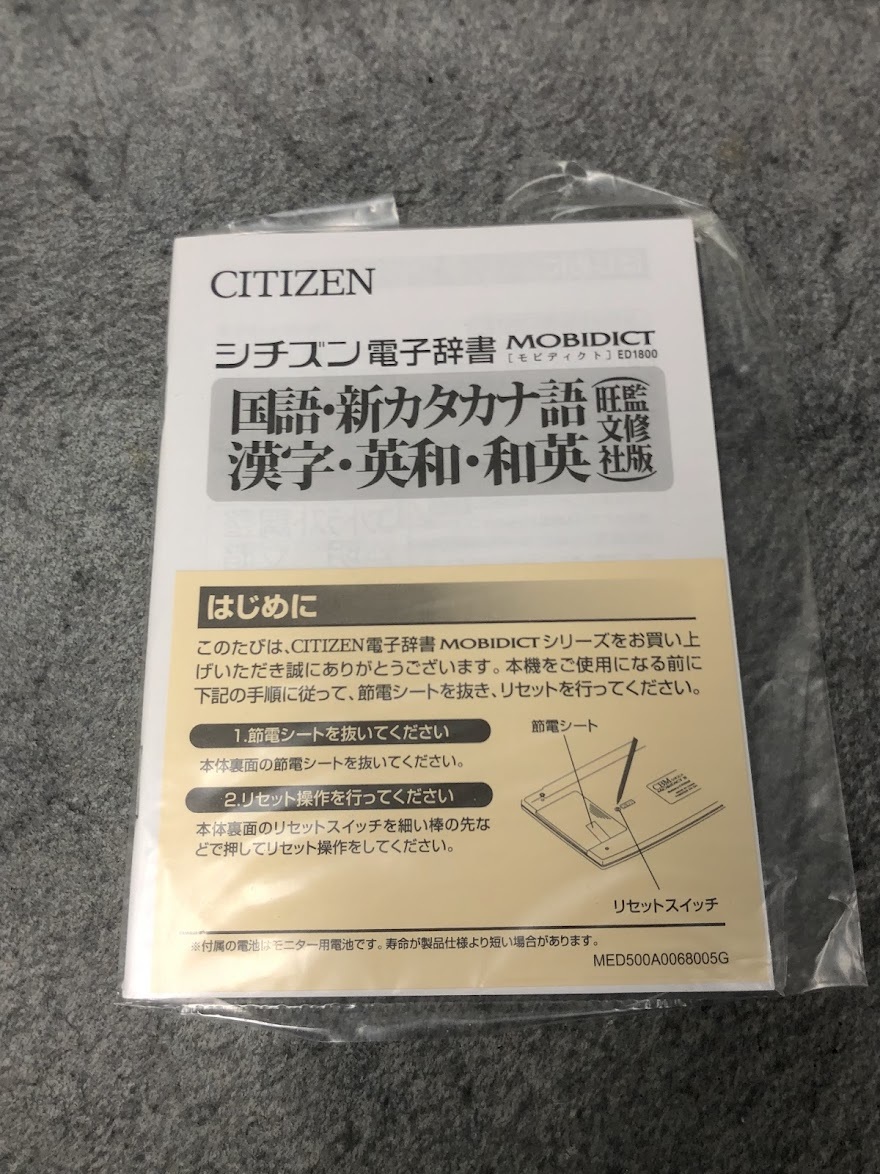 CITIZEN
シチズン電子辞書 MOBIDICT
[モビディクト] ED1800
国語・新カタカナ語
漢字・英和・和英
(旺文社 監修版)
はじめに
このたびは、CITIZEN電子辞書MOBIDICTシリーズをお買い上
げいただき誠にありがとうございます。本機をご使用になる前に
下記の手順に従って、節電シートを抜き、リセットを行ってください。
1.節電シートを抜いてください
本体裏面の節電シートを抜いてください。
2.リセット操作を行ってください
本体裏面のリセットスイッチを細い棒の先な
どで押してリセット操作をしてください。
節電シート
CBM
リセットスイッチ
※付属の電池はモニター用電池です。寿命が製品仕様より短い場合があります。
MED500A0068005G